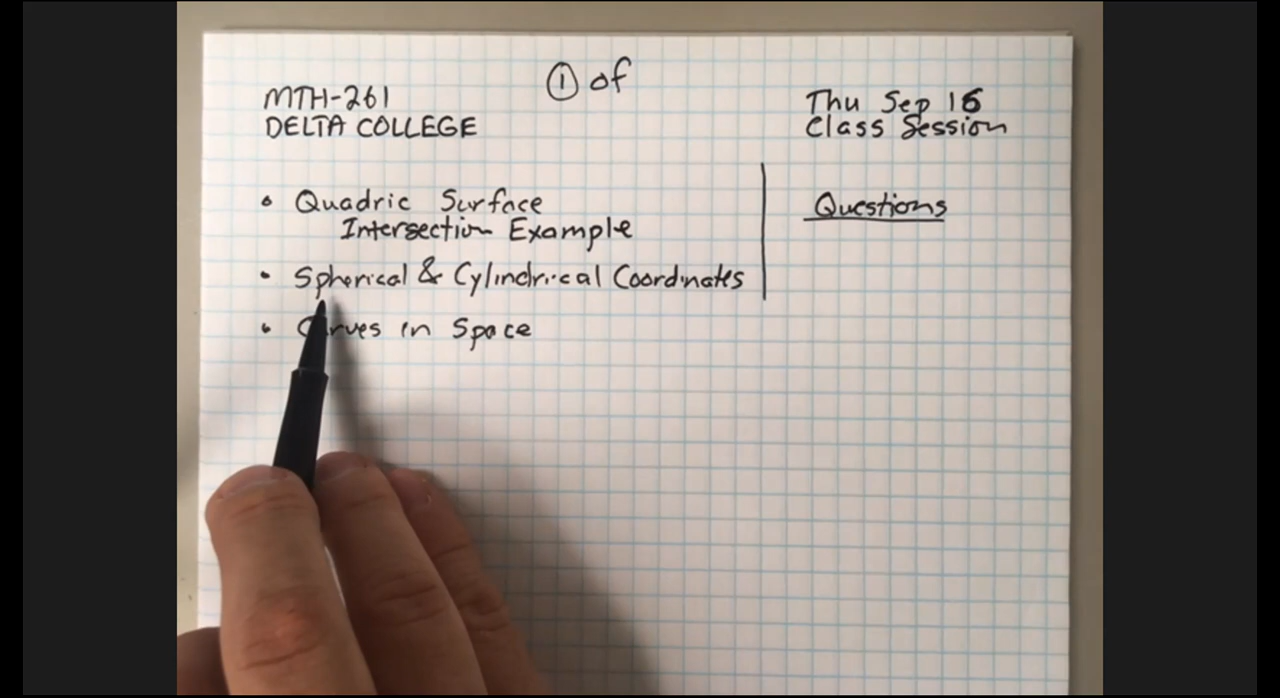 ① of
MTH-261
DELTA COLLEGE
Thu Sep 16
Class Session
• Quadric Surface
Intersection Example
• Spherical & Cylindrical Coordinates
• Curves in Space
Questions